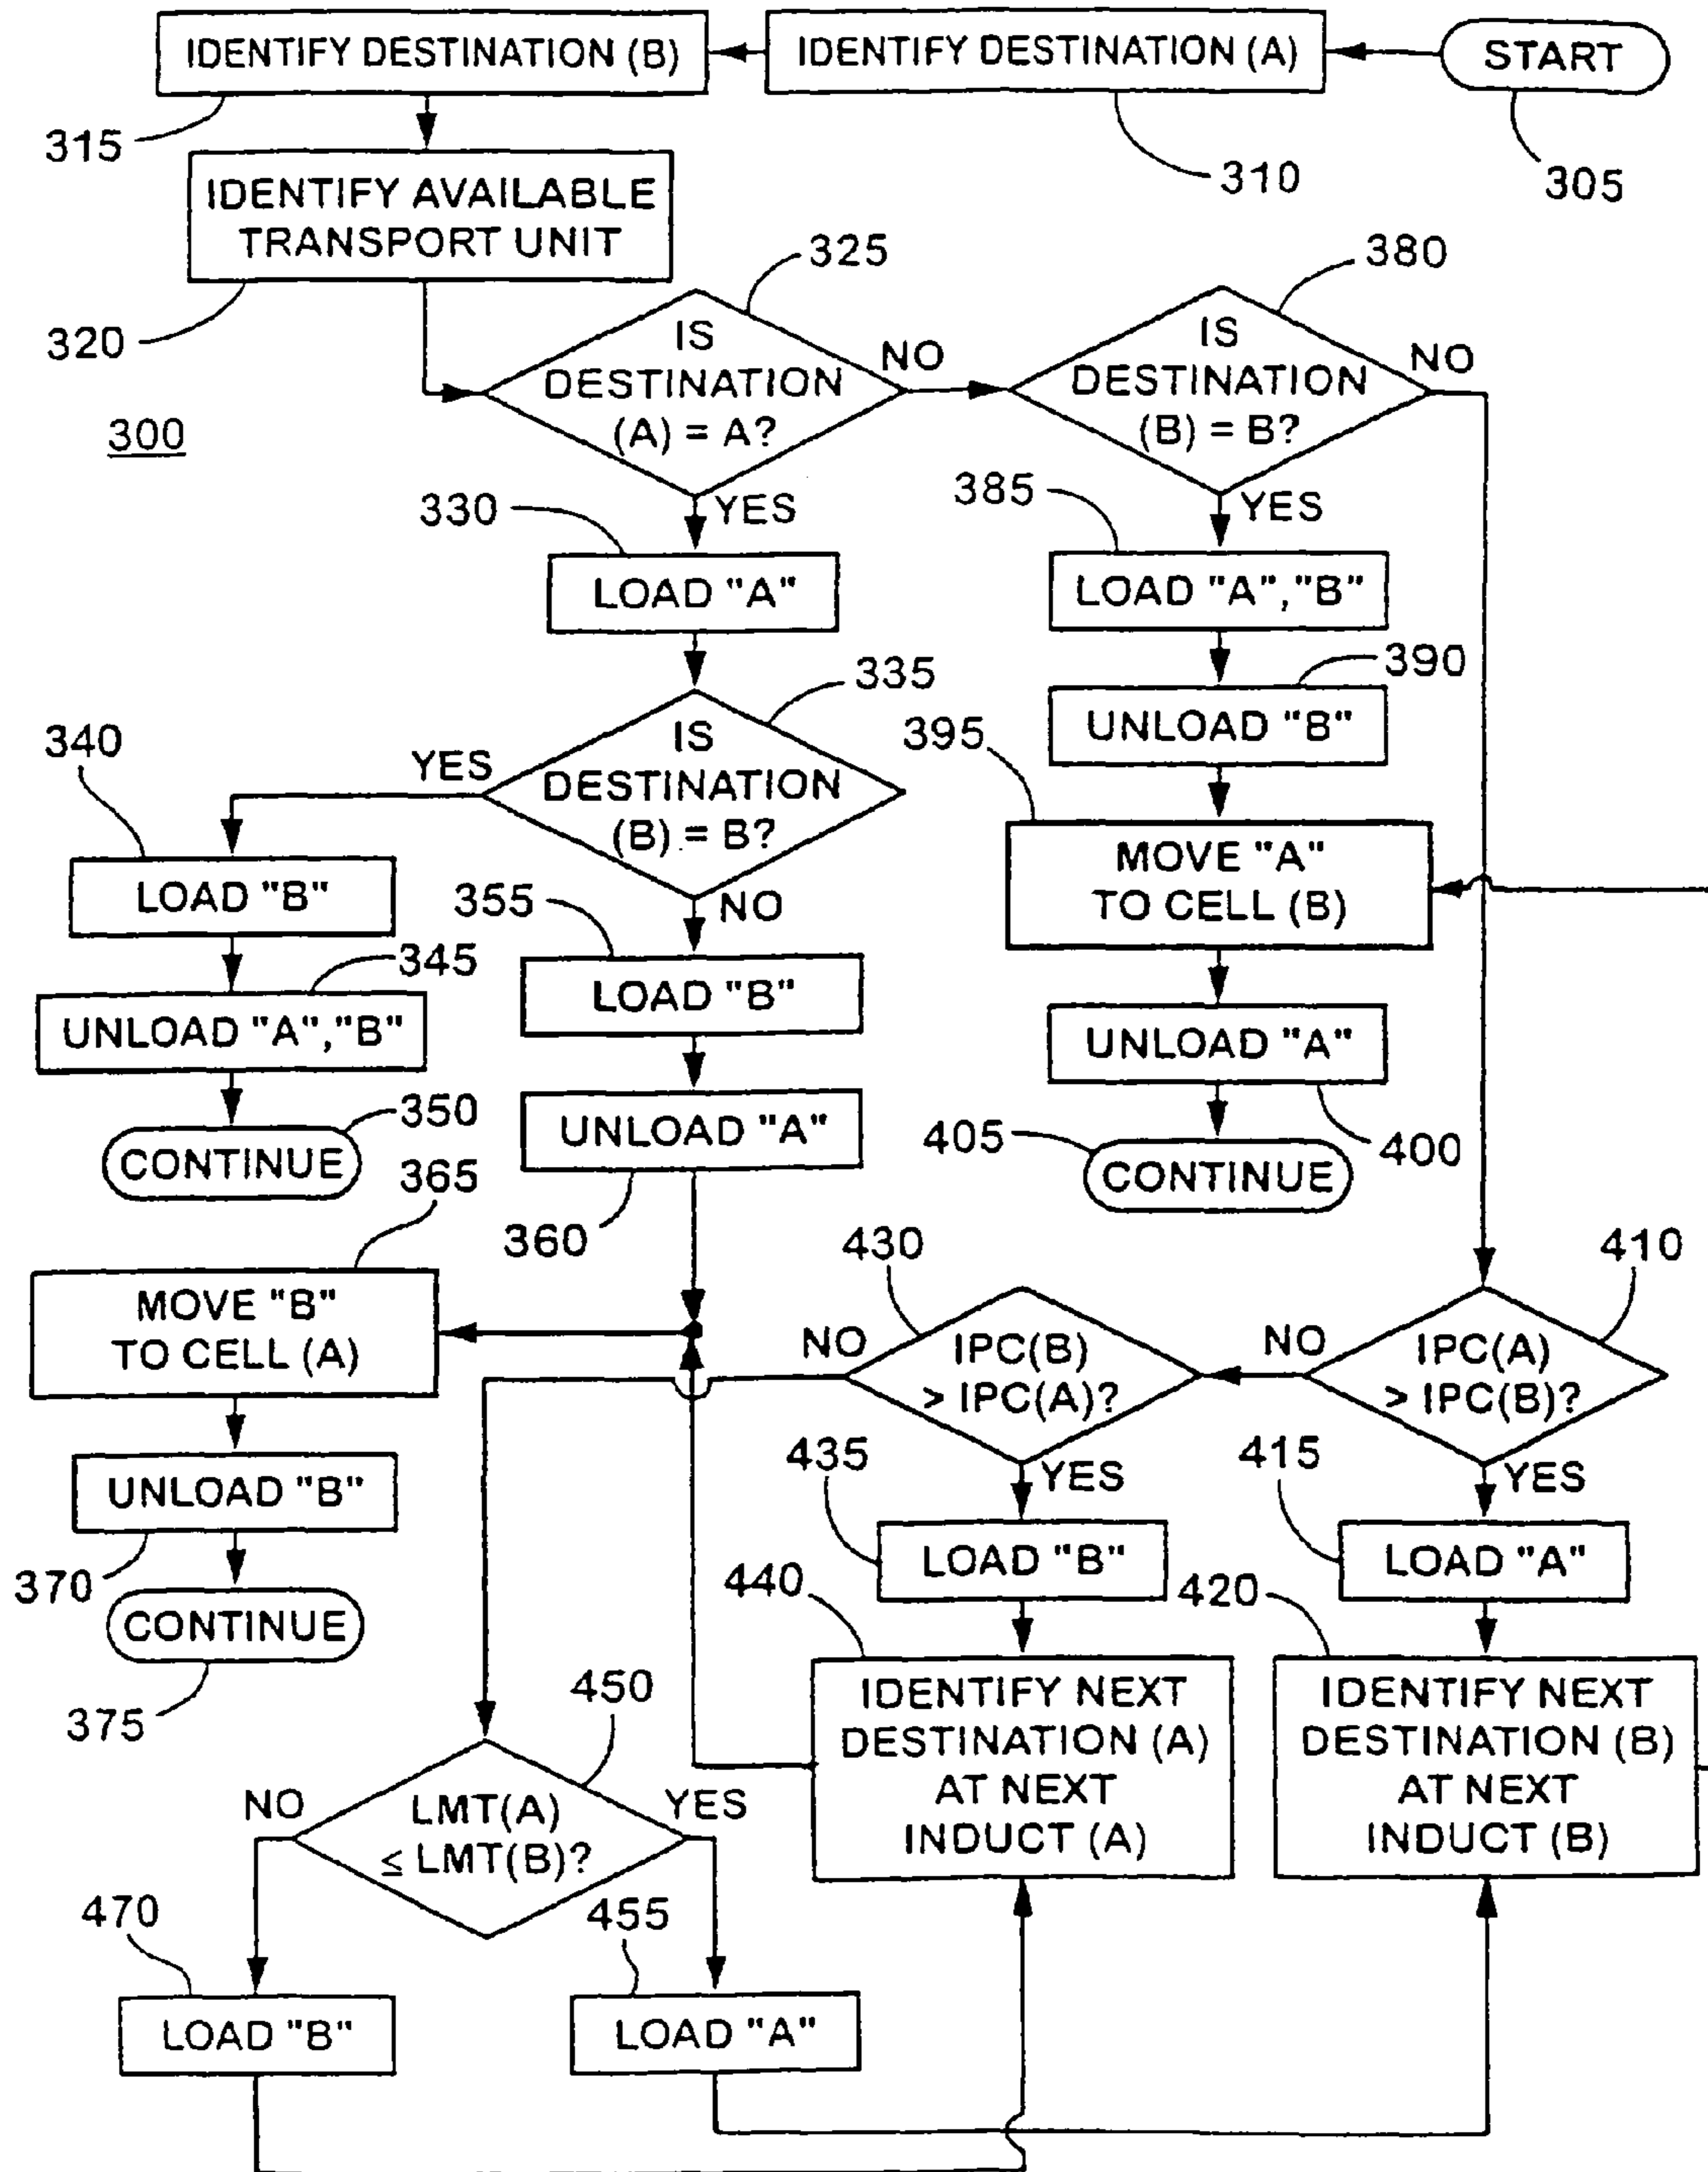 IDENTIFY DESTINATION (B)
IDENTIFY DESTINATION (A)
START
315
310
305
IDENTIFY AVAILABLE
TRANSPORT UNIT
320
325
380
300
IS
DESTINATION
(A) = A?
NO
IS
DESTINATION
(B) = B?
NO
330
YES
385
YES
LOAD "A"
LOAD "A","B"
335
390
UNLOAD "B"
340
YES
IS
DESTINATION
(B) = B?
395
MOVE "A"
TO CELL (B)
LOAD "B"
355
NO
345
LOAD "B"
UNLOAD "A","B"
UNLOAD "A"
350
CONTINUE
UNLOAD "A"
405
400
CONTINUE
365
360
430
410
MOVE "B"
TO CELL (A)
NO
IPC(B)
> IPC(A)?
NO
IPC(A)
> IPC(B)?
435
YES
415
YES
UNLOAD "B"
370
LOAD "B"
LOAD "A"
440
420
CONTINUE
375
450
IDENTIFY NEXT
DESTINATION (A)
AT NEXT
INDUCT (A)
IDENTIFY NEXT
DESTINATION (B)
AT NEXT
INDUCT (B)
NO
LMT(A)
≤ LMT(B)?
YES
470
455
LOAD "B"
LOAD "A"